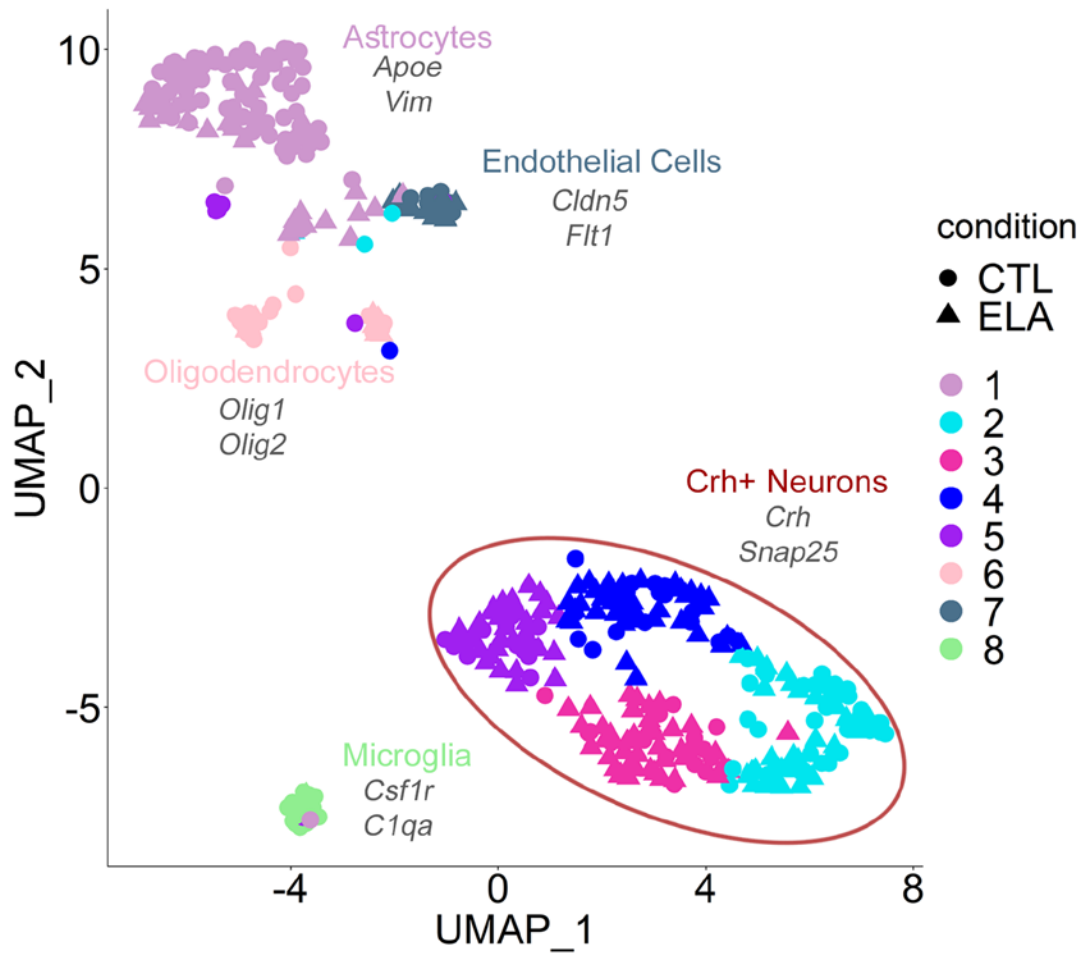 10
5
0
-5
UMAP_2
-4
0
4
8
UMAP_1
Astrocytes
Apoe
Vim
Endothelial Cells
Cldn5
Flt1
Oligodendrocytes
Olig1
Olig2
Crh+ Neurons
Crh
Snap25
Microglia
Csf1r
C1qa
condition
CTL
ELA
1
2
3
4
5
6
7
8